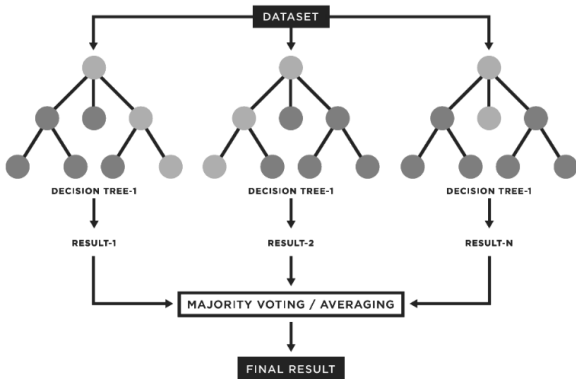 DATASET
DECISION TREE-1
DECISION TREE-1
DECISION TREE-1
RESULT-1
RESULT-2
RESULT-N
MAJORITY VOTING / AVERAGING
FINAL RESULT